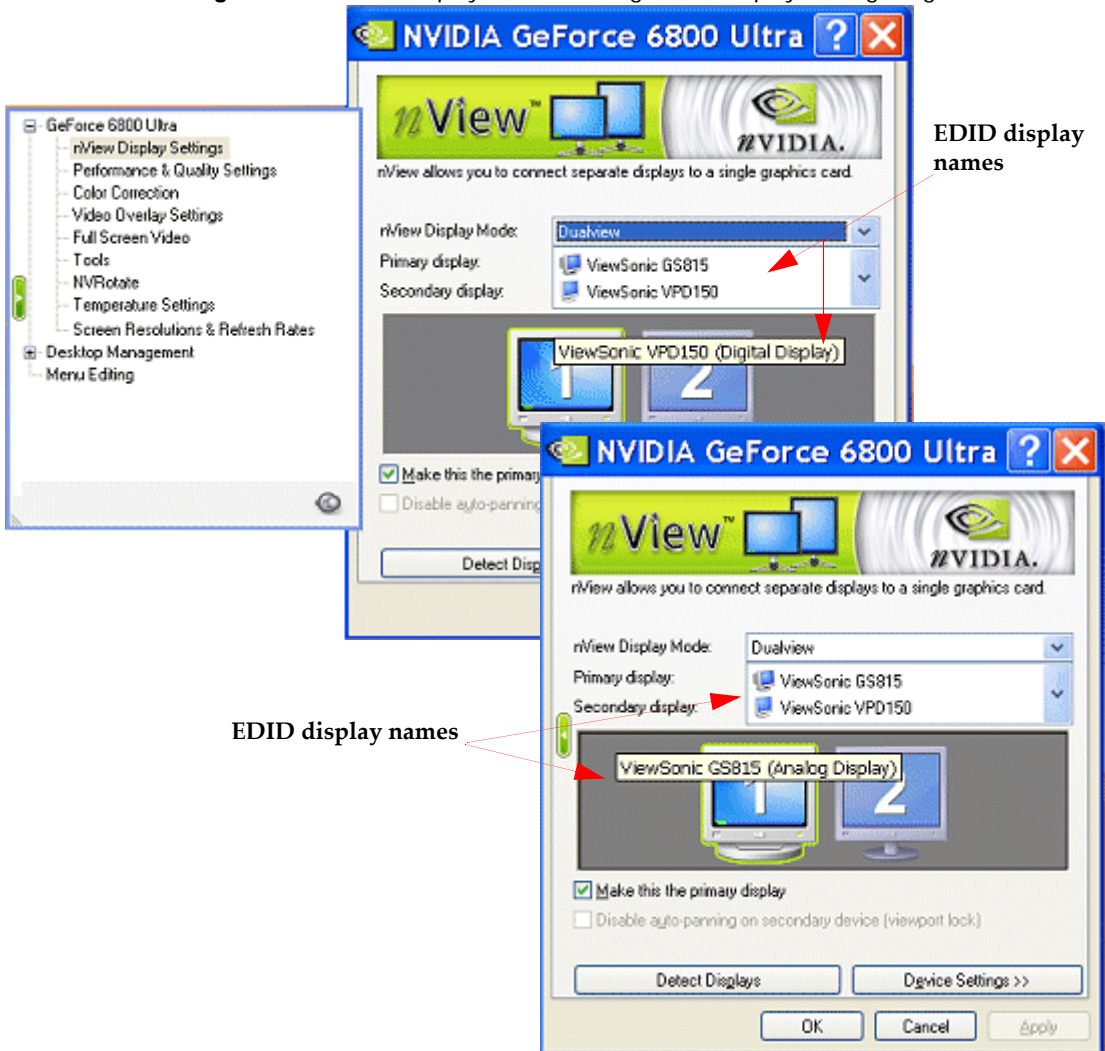 NVIDIA GeForce 6800 Ultra
nView™
NVIDIA.
nView allows you to connect separate displays to a single graphics card.
nView Display Mode: Dualview
Primary display: ViewSonic GS815
Secondary display: ViewSonic VPD150
ViewSonic VPD150 (Digital Display)
1
2
Make this the primary
Disable auto-panning
Detect Disp
EDID display
names
GeForce 6800 Ultra
nView Display Settings
Performance & Quality Settings
Color Correction
Video Overlay Settings
Full Screen Video
Tools
NVRotate
Temperature Settings
Screen Resolutions & Refresh Rates
Desktop Management
Menu Editing
NVIDIA GeForce 6800 Ultra
nView™
NVIDIA.
nView allows you to connect separate displays to a single graphics card.
nView Display Mode: Dualview
Primary display: ViewSonic GS815
Secondary display: ViewSonic VPD150
EDID display names
ViewSonic GS815 (Analog Display)
1
2
Make this the primary display
Disable auto-panning on secondary device (viewport lock)
Detect Displays
Device Settings >>
OK
Cancel
Apply